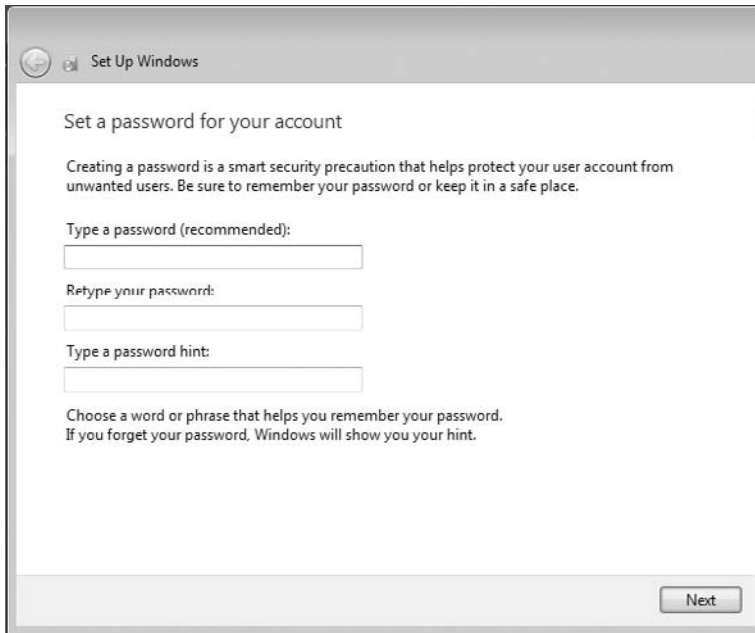 Set Up Windows
Set a password for your account
Creating a password is a smart security precaution that helps protect your user account from
unwanted users. Be sure to remember your password or keep it in a safe place.
Type a password (recommended):
Retype your password:
Type a password hint:
Choose a word or phrase that helps you remember your password.
If you forget your password, Windows will show you your hint.
Next